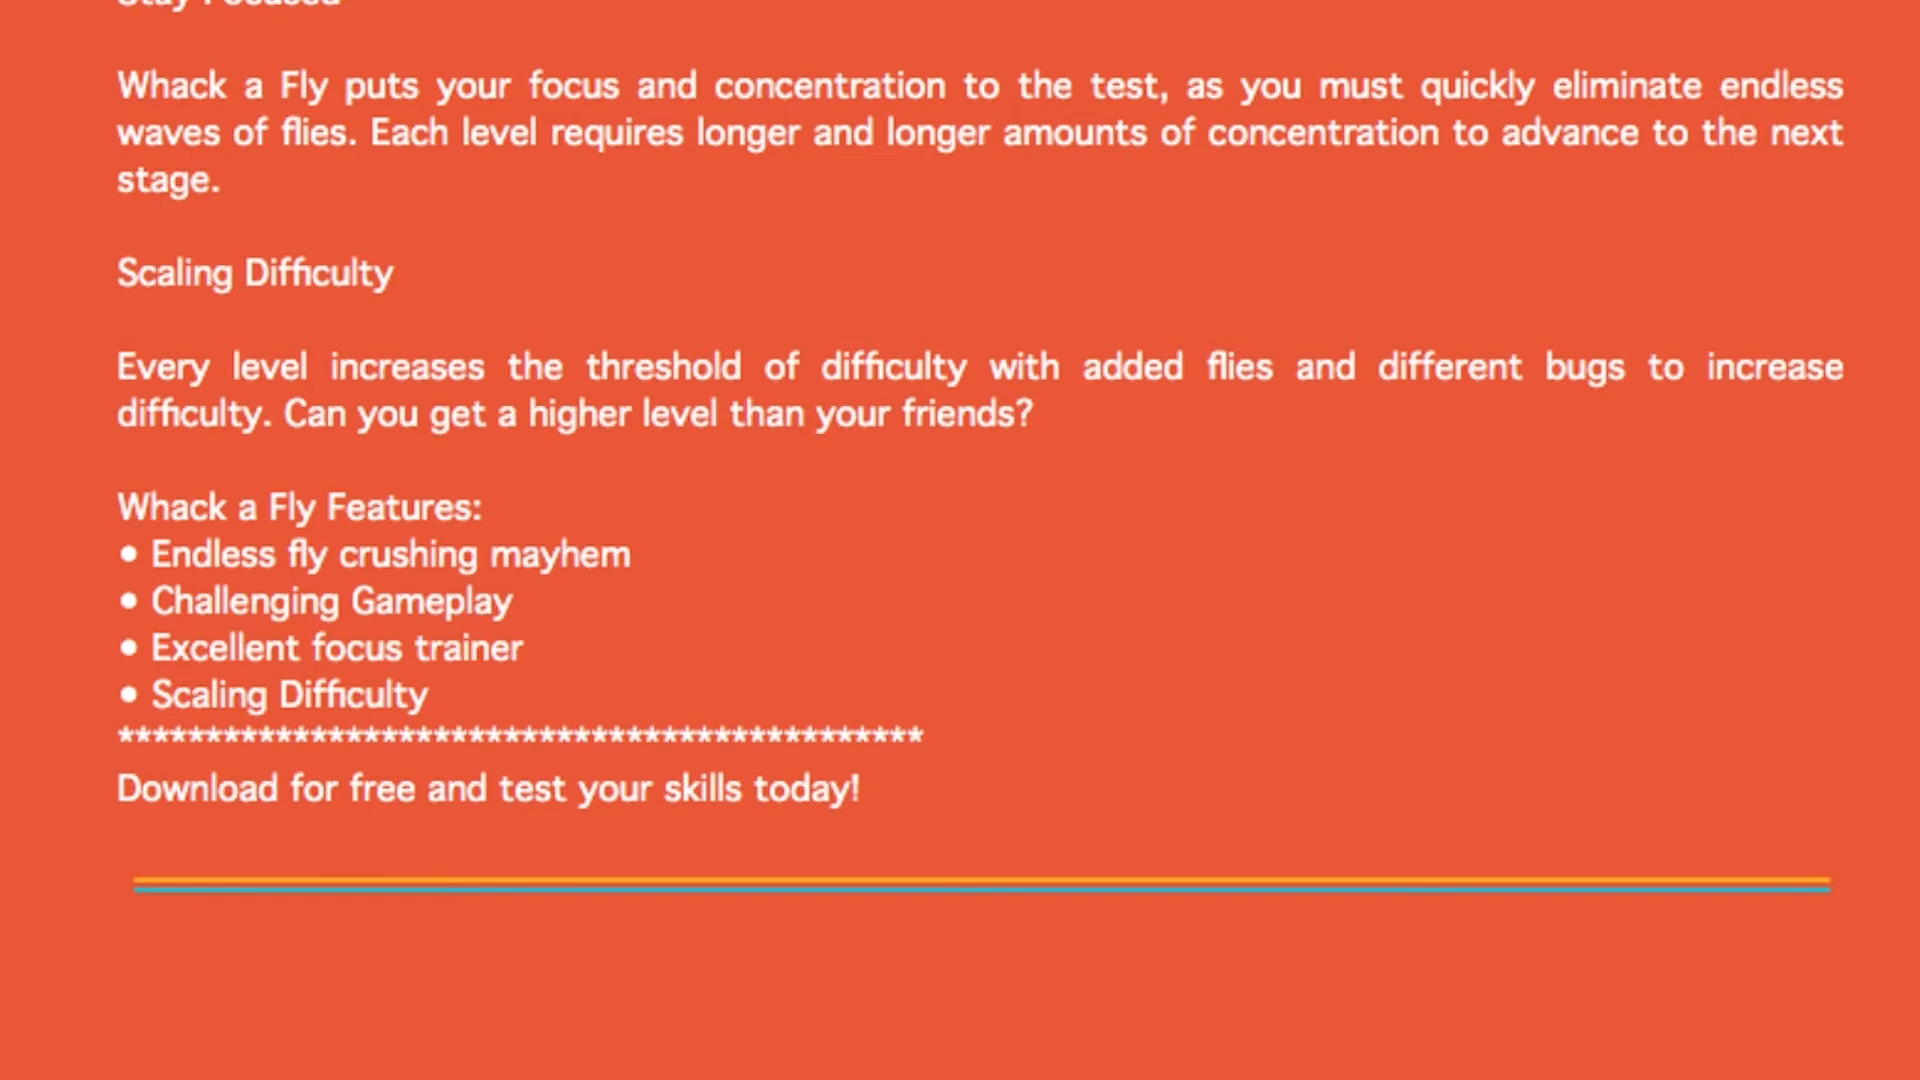 Stay Focused
Whack a Fly puts your focus and concentration to the test, as you must quickly eliminate endless
waves of flies. Each level requires longer and longer amounts of concentration to advance to the next
stage.
Scaling Difficulty
Every level increases the threshold of difficulty with added flies and different bugs to increase
difficulty. Can you get a higher level than your friends?
Whack a Fly Features:
• Endless fly crushing mayhem
• Challenging Gameplay
• Excellent focus trainer
• Scaling Difficulty
**********************************************
Download for free and test your skills today!